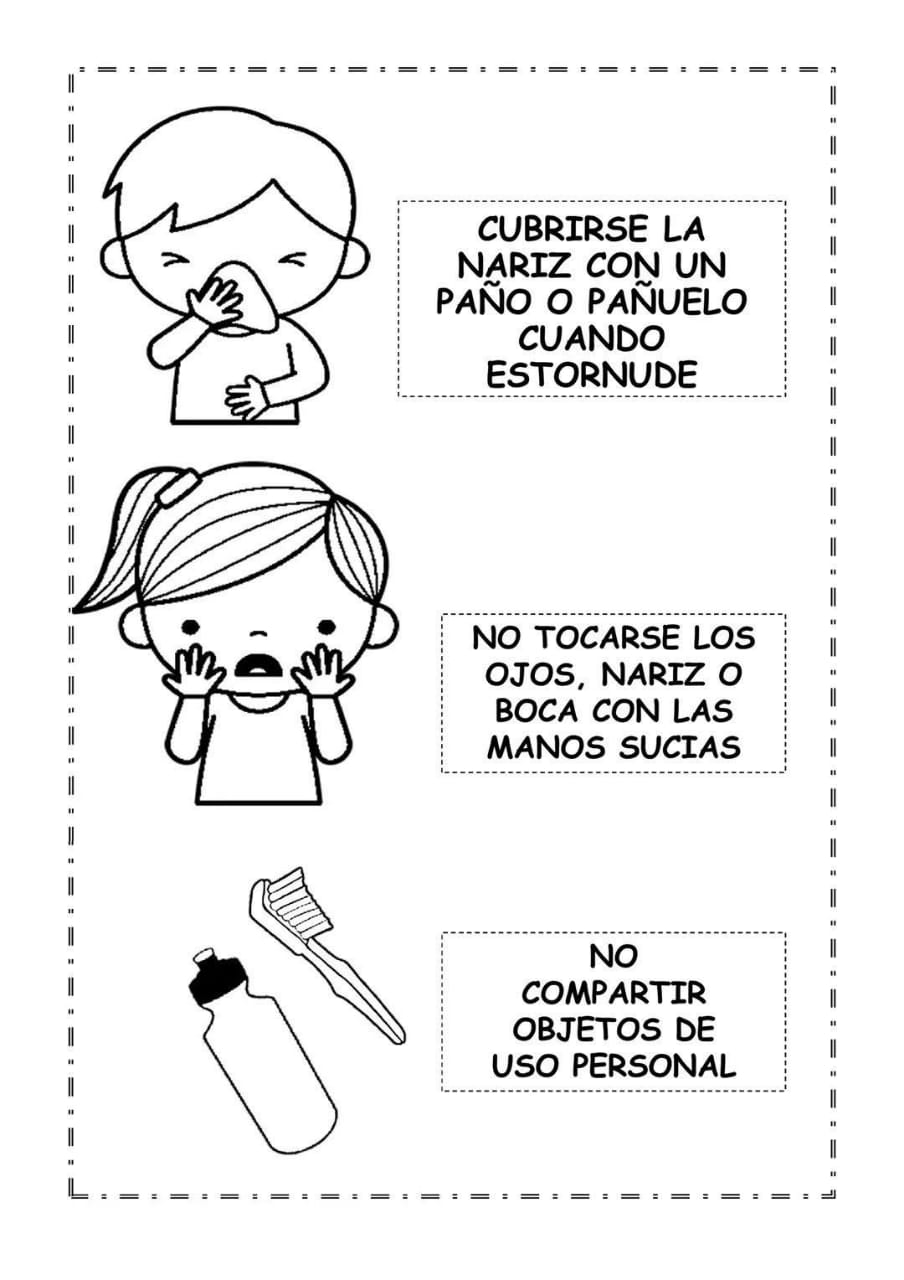 CUBRIRSE LA
NARIZ CON UN
PAÑO O PAÑUELO
CUANDO
ESTORNUDE
NO TOCARSE LOS
OJOS, NARIZ O
BOCA CON LAS
MANOS SUCIAS
NO
COMPARTIR
OBJETOS DE
USO PERSONAL